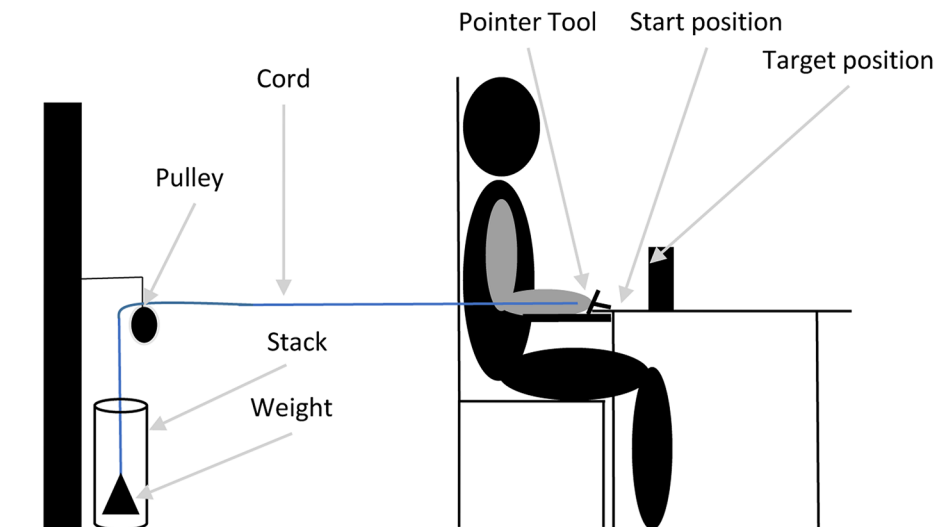 Pointer Tool
Start position
Target position
Cord
Pulley
Stack
Weight